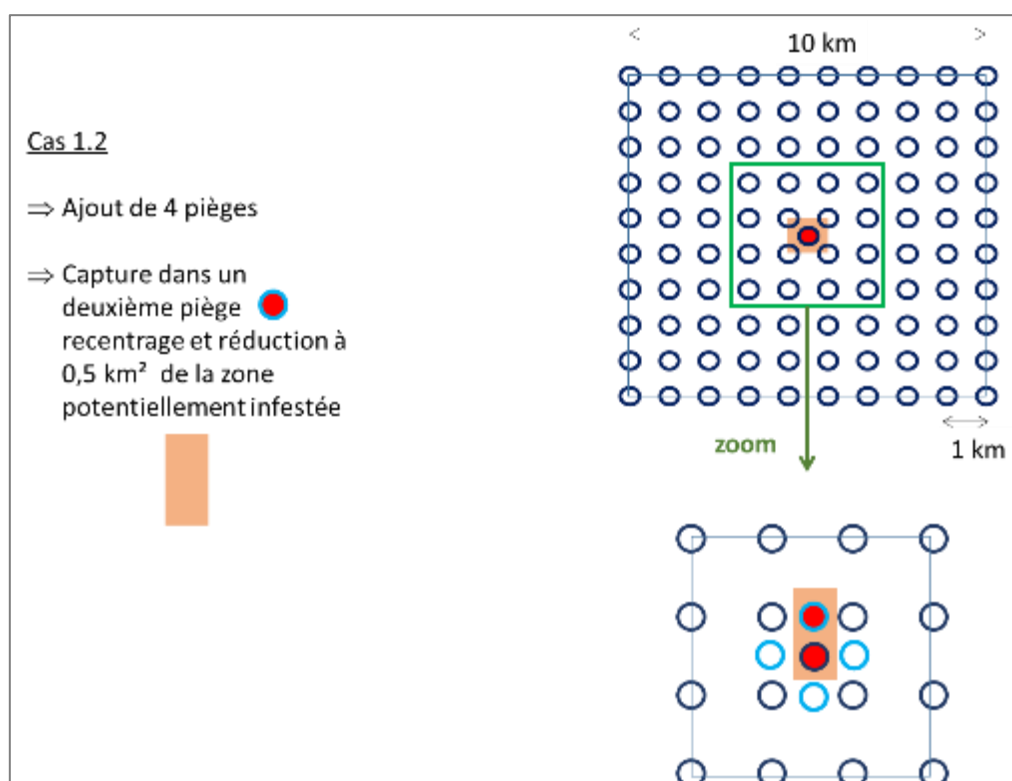 Cas 1.2
⇒ Ajout de 4 pièges
⇒ Capture dans un
deuxième piège
recentrage et réduction à
0,5 km² de la zone
potentiellement infestée
10 km
1 km
zoom